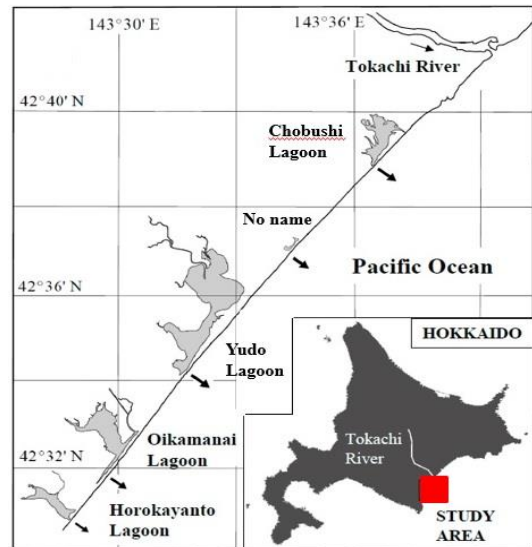 143°30' E
143°36' E
Tokachi River
42°40' N
Chobushi
Lagoon
No name
Pacific Ocean
42°36' N
Yudo
Lagoon
Oikamanai
Lagoon
42°32' N
Horokayanto
Lagoon
HOKKAIDO
Tokachi
River
STUDY
AREA